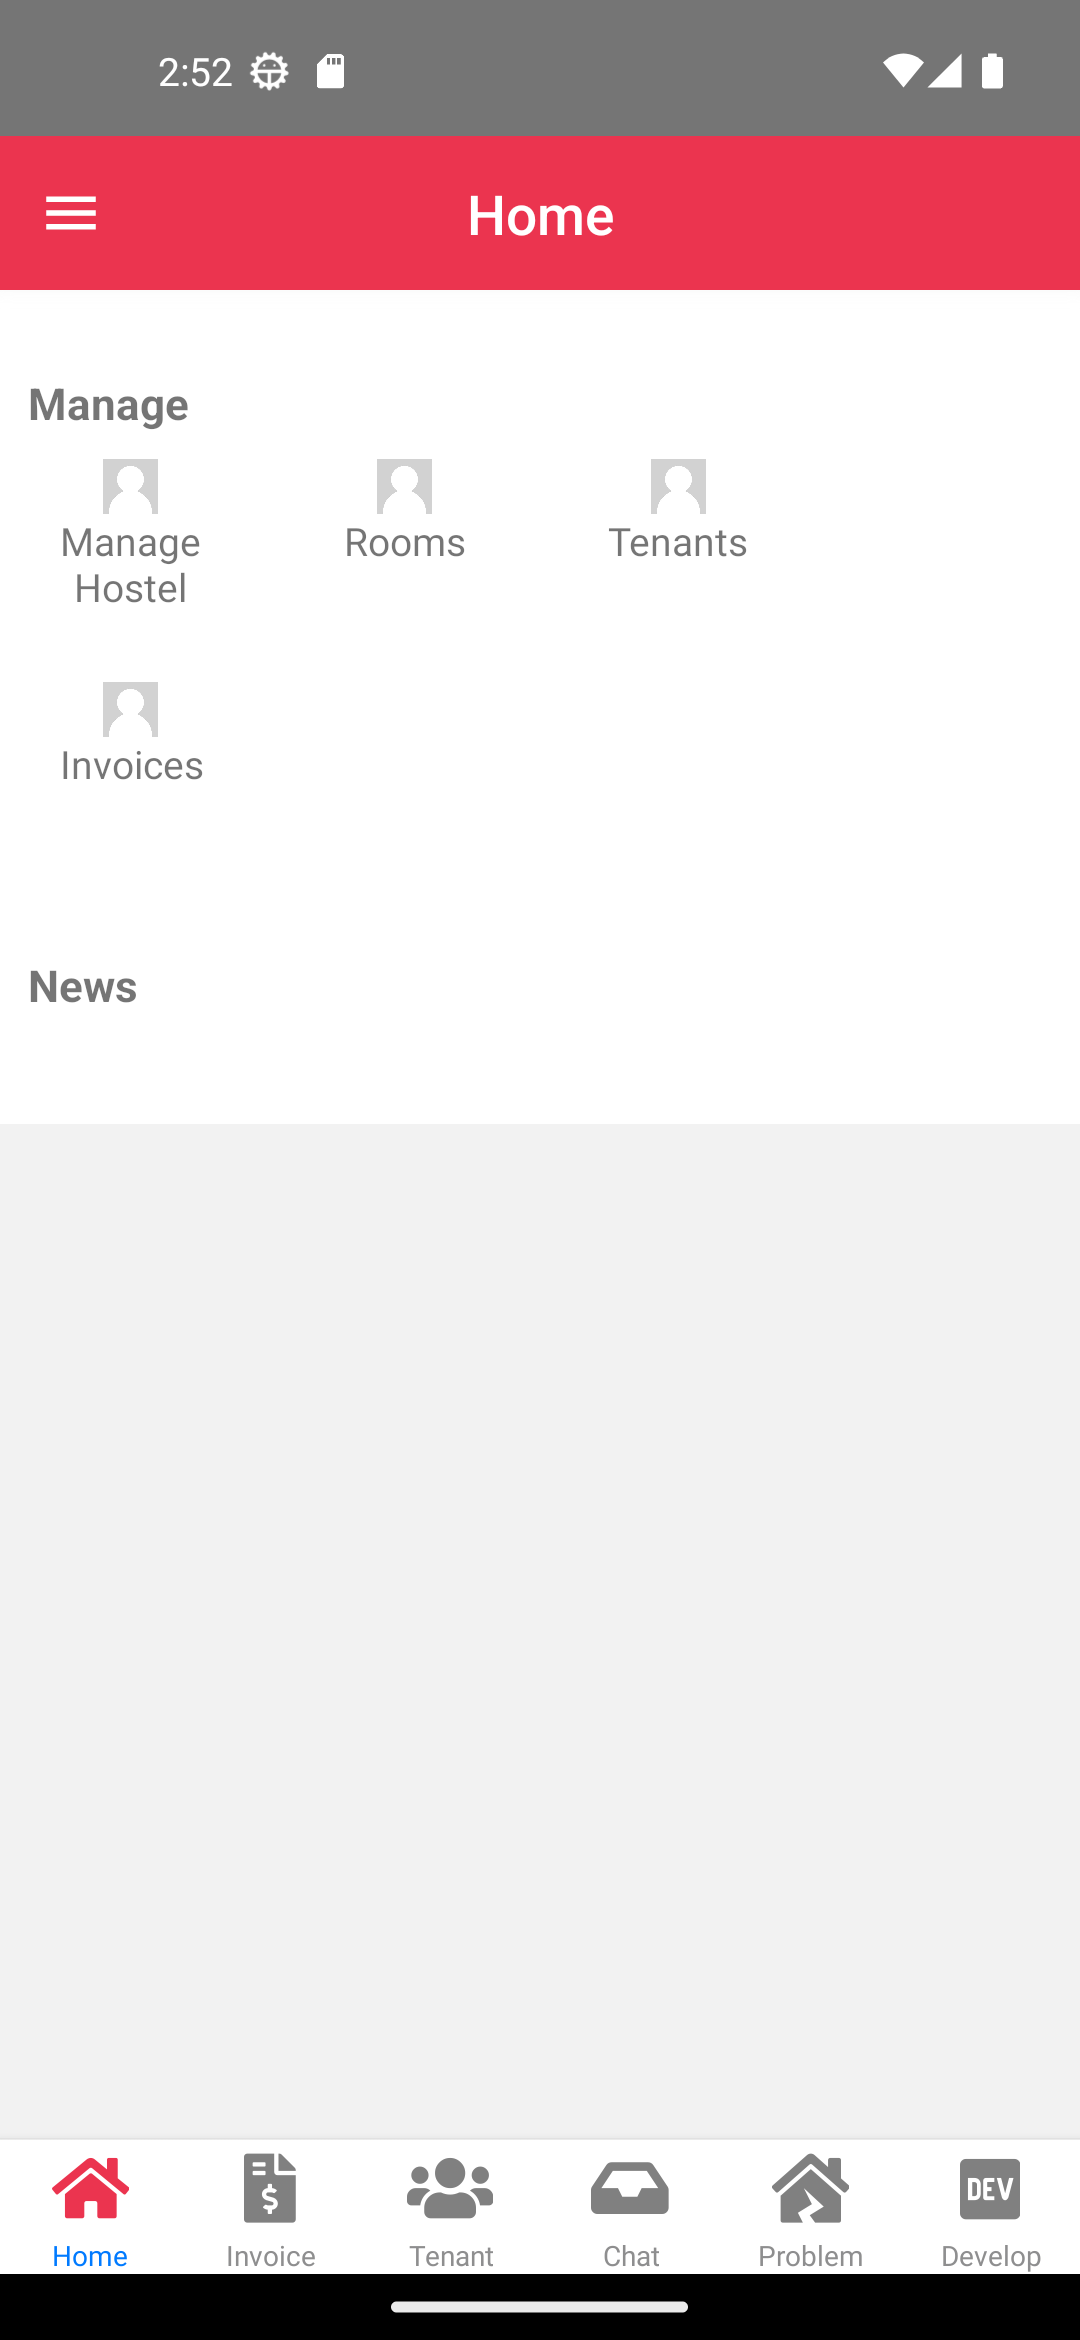 2:52
Home
Manage
Manage
Hostel
Rooms
Tenants
Invoices
News
$
DEV
Home
Invoice
Tenant
Chat
Problem
Develop